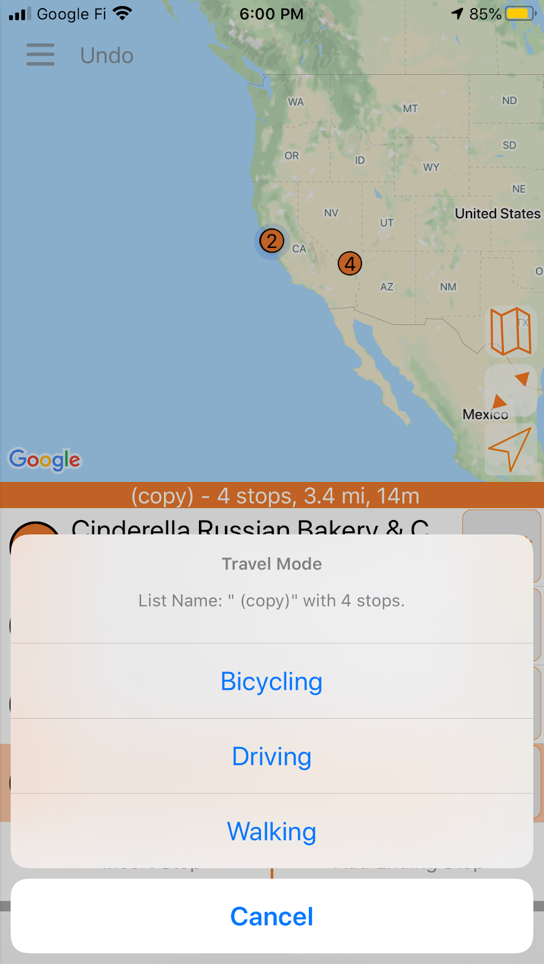 Google Fi 6:00 PM 85%
Undo
WA
MT
ND
OR
ID
SD
WY
NE
NV
UT
United States
2
CA
4
AZ
NM
TX
Mexico
Google
(copy) - 4 stops, 3.4 mi, 14m
Cinderella Russian Bakery & C
Travel Mode
List Name: " (copy)" with 4 stops.
Bicycling
Driving
Walking
Cancel